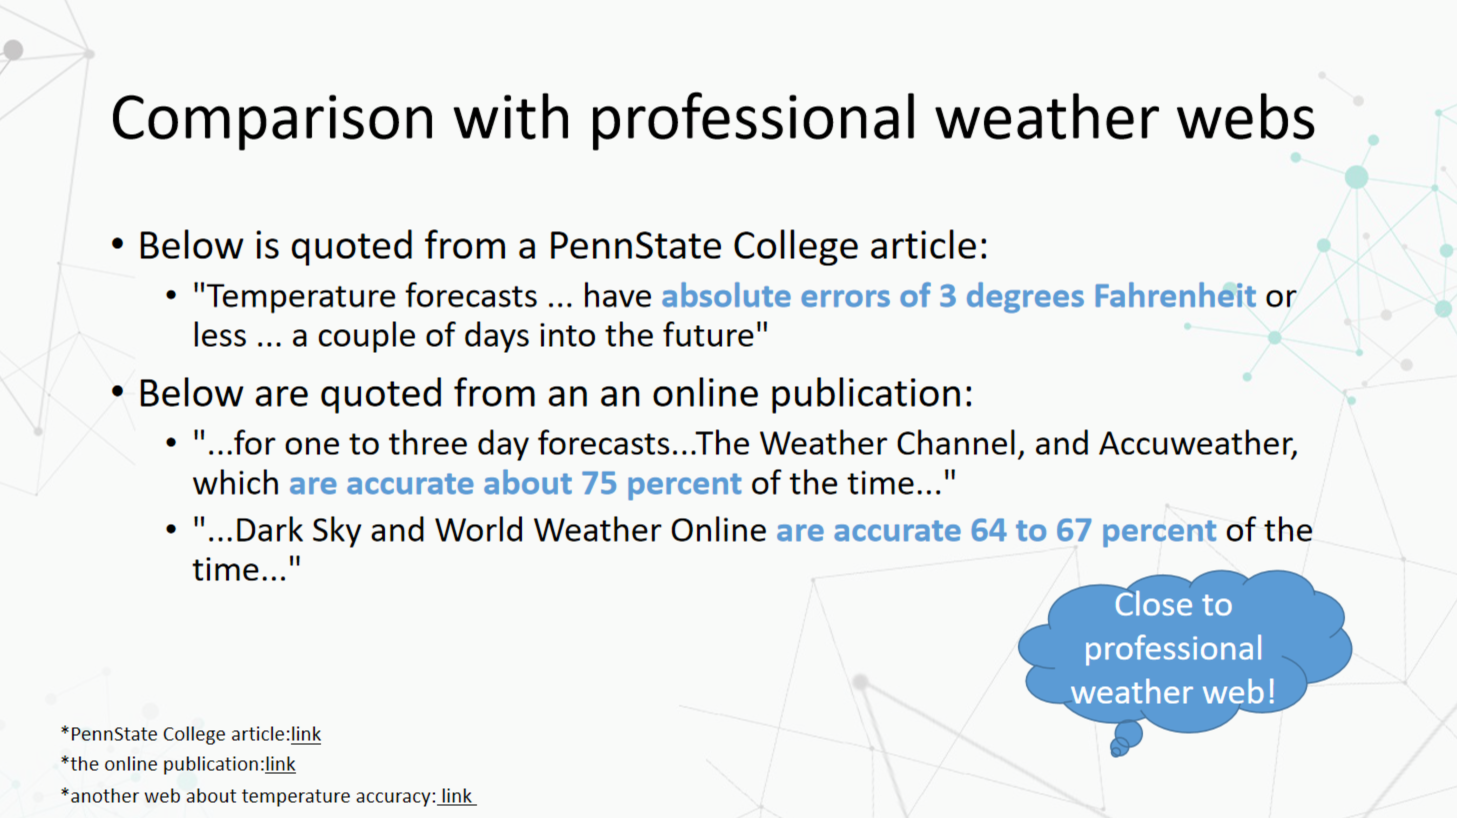 Comparison with professional weather webs
• Below is quoted from a PennState College article:
• "Temperature forecasts ... have absolute errors of 3 degrees Fahrenheit or
less ... a couple of days into the future"
• Below are quoted from an an online publication:
• "...for one to three day forecasts...The Weather Channel, and Accuweather,
which are accurate about 75 percent of the time..."
• "...Dark Sky and World Weather Online are accurate 64 to 67 percent of the
time..."
Close to
professional
weather web!
*PennState College article:link
*the online publication:link
*another web about temperature accuracy: link